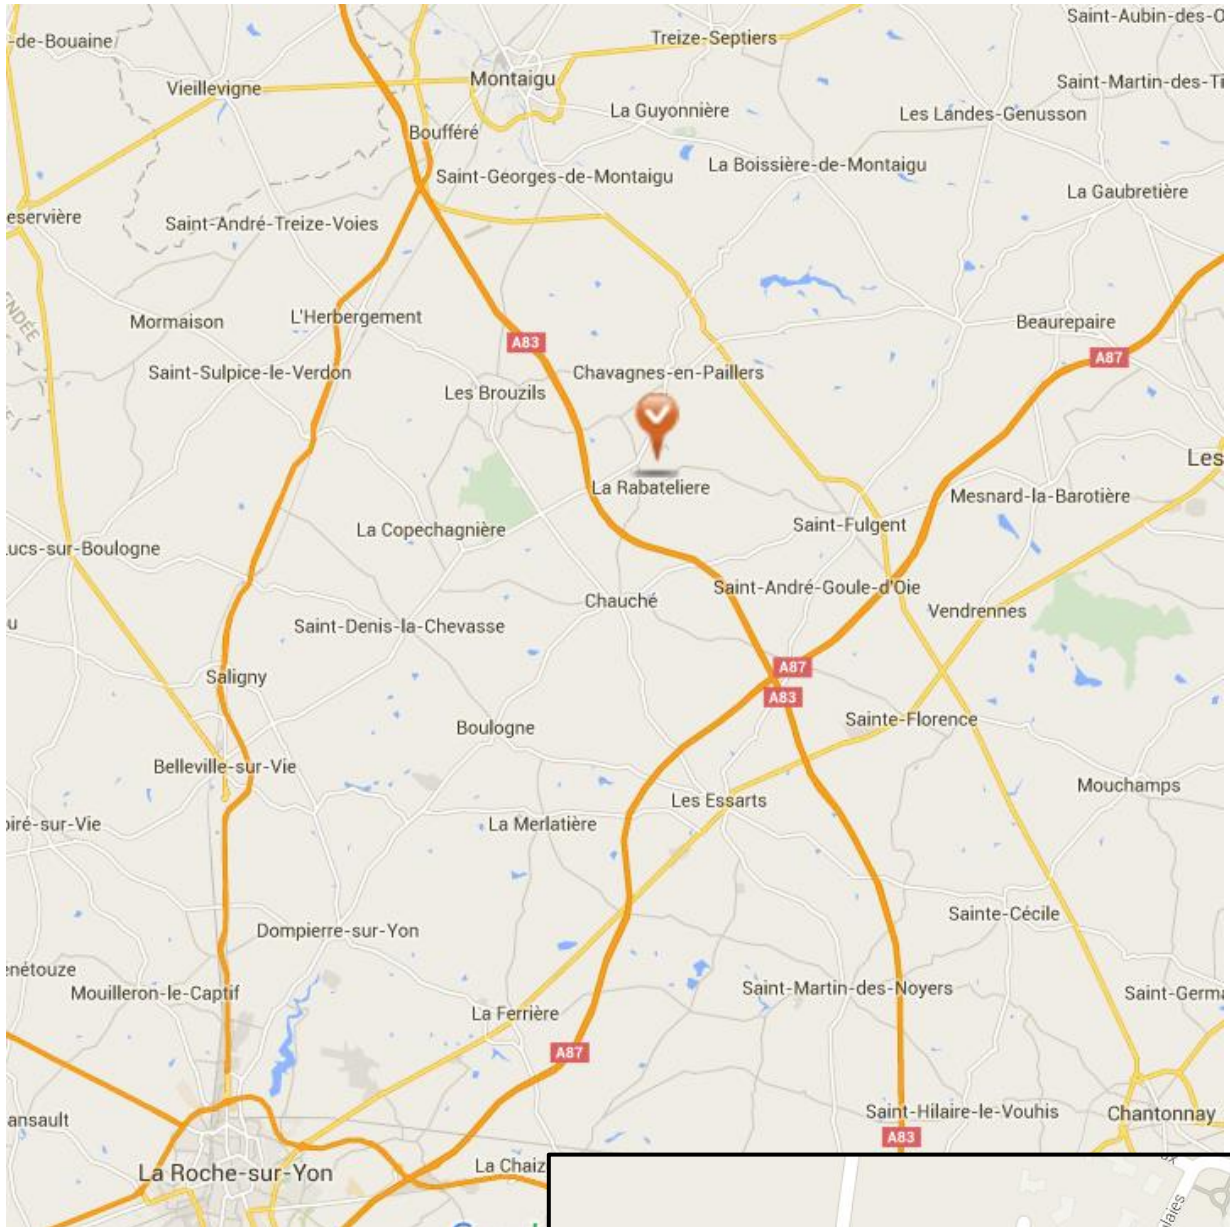 Saint-Aubin-des-O
-de-Bouaine
Treize-Septiers
Montaigu
Saint-Martin-des-Ti
Vieillevigne
La Guyonnière
Les Landes-Genusson
Boufféré
La Boissière-de-Montaigu
Saint-Georges-de-Montaigu
La Gaubretière
eservière
Saint-André-Treize-Voies
NDÉE
Mormaison
L'Herbergement
Beaurepaire
A83
A87
Saint-Sulpice-le-Verdon
Chavagnes-en-Paillers
Les Brouzils
Les
La Rabateliere
Mesnard-la-Barotière
La Copechagnière
Saint-Fulgent
ucs-sur-Boulogne
Saint-André-Goule-d'Oie
Chauché
Vendrennes
u
Saint-Denis-la-Chevasse
A87
Saligny
A83
Boulogne
Sainte-Florence
Belleville-sur-Vie
Mouchamps
Les Essarts
oiré-sur-Vie
La Merlatière
Sainte-Cécile
Dompierre-sur-Yon
enétouze
Mouilleron-le-Captif
Saint-Martin-des-Noyers
Saint-Germa
La Ferrière
A87
ansault
Saint-Hilaire-le-Vouhis
Chantonnay
A83
La Roche-sur-Yon
La Chaiz
laies